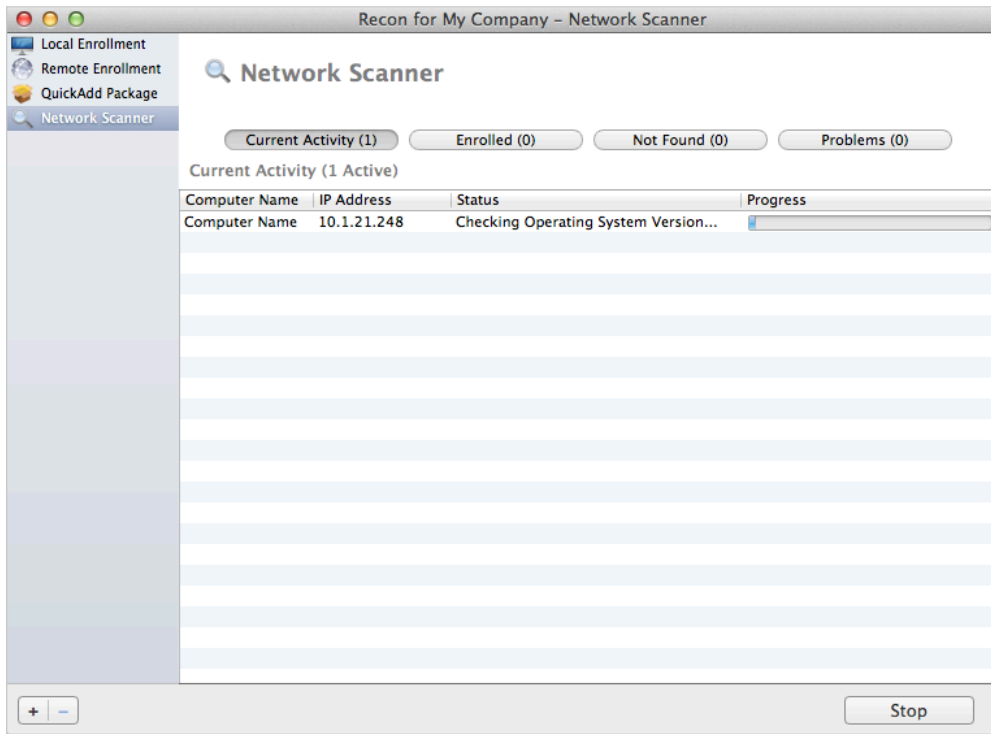 Recon for My Company – Network Scanner
Local Enrollment
Remote Enrollment
QuickAdd Package
Network Scanner
Network Scanner
Current Activity (1) Enrolled (0) Not Found (0) Problems (0)
Current Activity (1 Active)
Computer Name IP Address Status Progress
Computer Name 10.1.21.248 Checking Operating System Version...
+ –
Stop